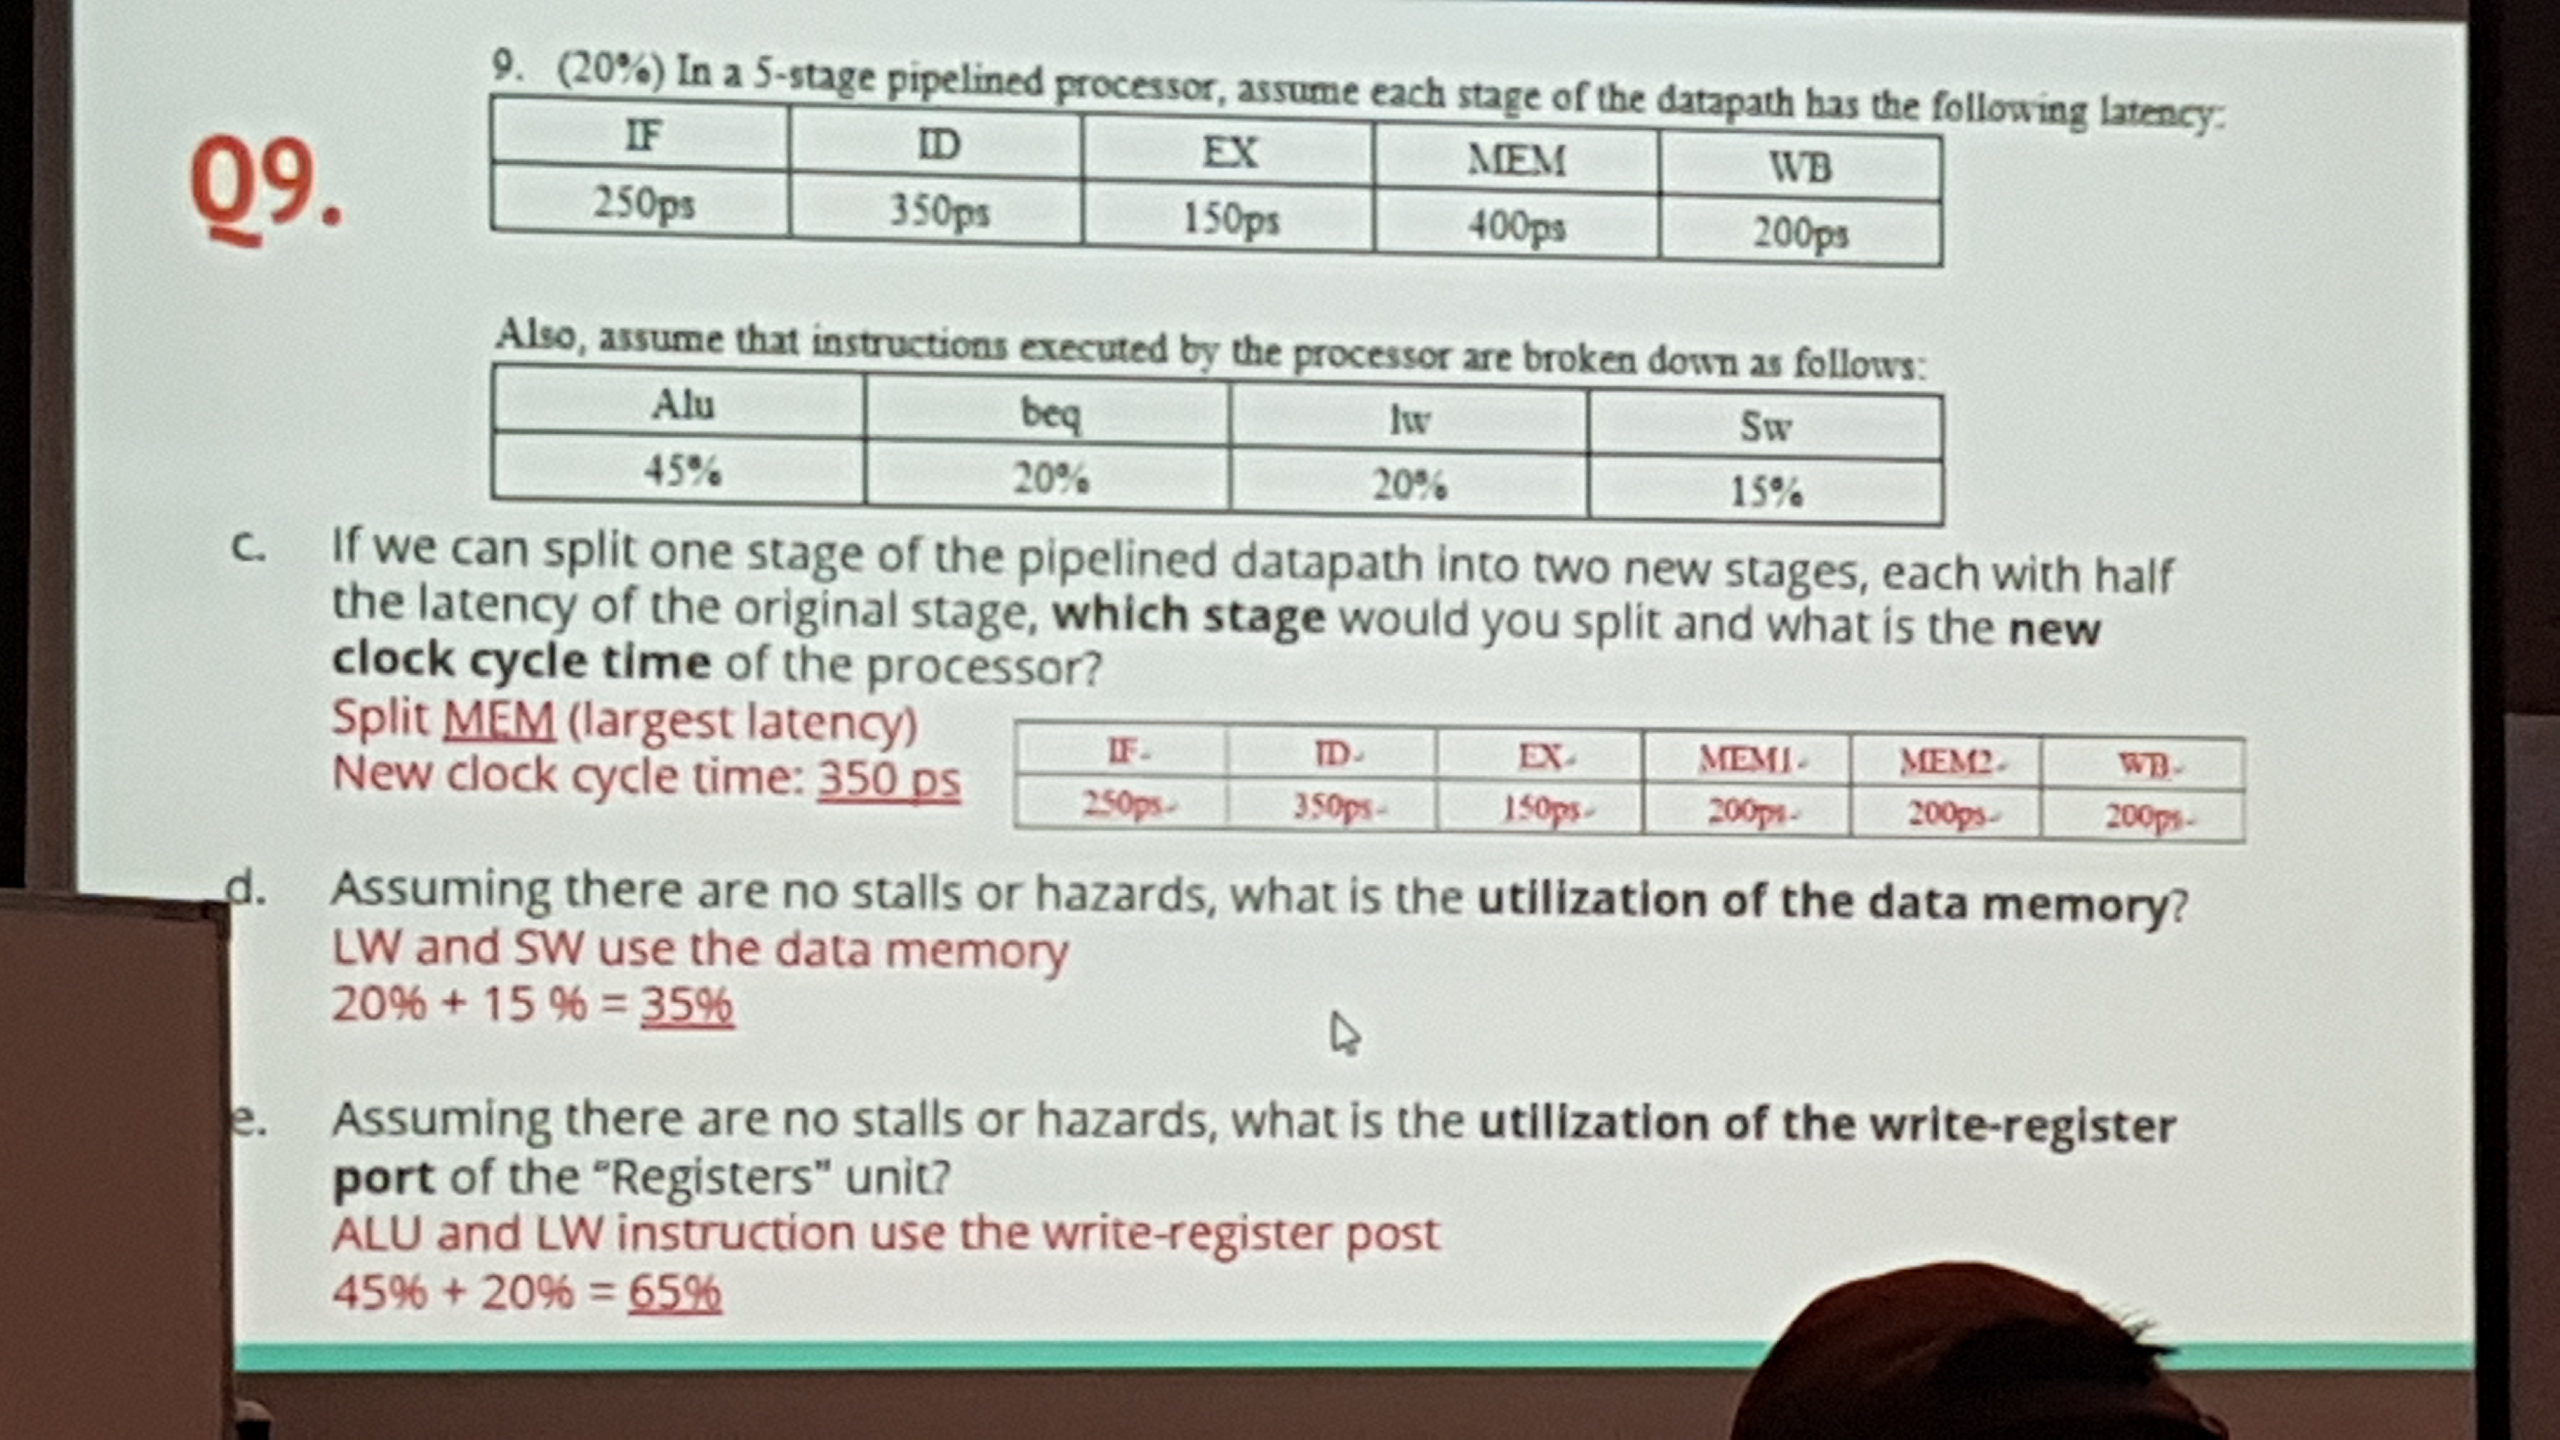 9. (20%) In a 5-stage pipelined processor, assume each stage of the datapath has the following latency:
Q9.
IF ID EX MEM WB
250ps 350ps 150ps 400ps 200ps
Also, assume that instructions executed by the processor are broken down as follows:
Alu beq lw Sw
45% 20% 20% 15%
c. If we can split one stage of the pipelined datapath into two new stages, each with half
the latency of the original stage, which stage would you split and what is the new
clock cycle time of the processor?
Split MEM (largest latency)
New clock cycle time: 350 ps
IF ID EX MEM1 MEM2 WB
250ps 350ps 150ps 200ps 200ps 200ps
d. Assuming there are no stalls or hazards, what is the utilization of the data memory?
LW and SW use the data memory
20% + 15 % = 35%
e. Assuming there are no stalls or hazards, what is the utilization of the write-register
port of the "Registers" unit?
ALU and LW instruction use the write-register post
45% + 20% = 65%